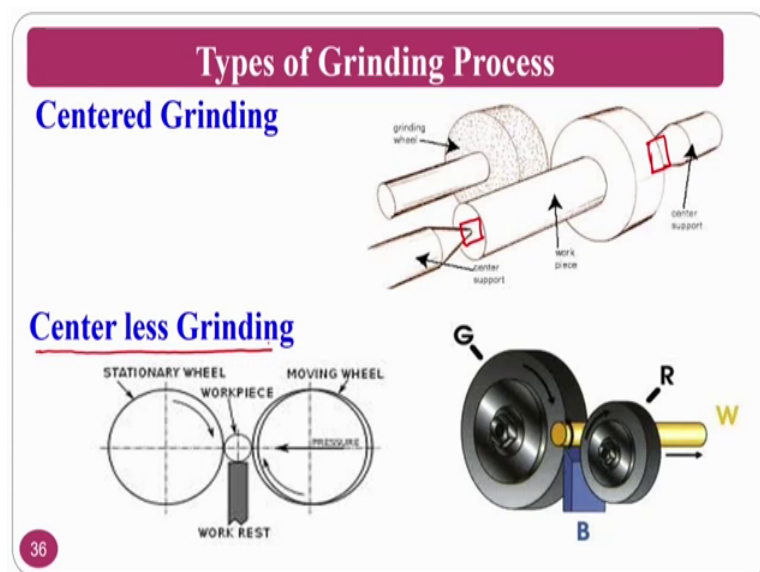 Types of Grinding Process
Centered Grinding
grinding
wheel
center
support
work
piece
center
support
Center less Grinding
STATIONARY WHEEL
WORKPIECE
MOVING WHEEL
PRESSURE
WORK REST
G
R
W
B
36